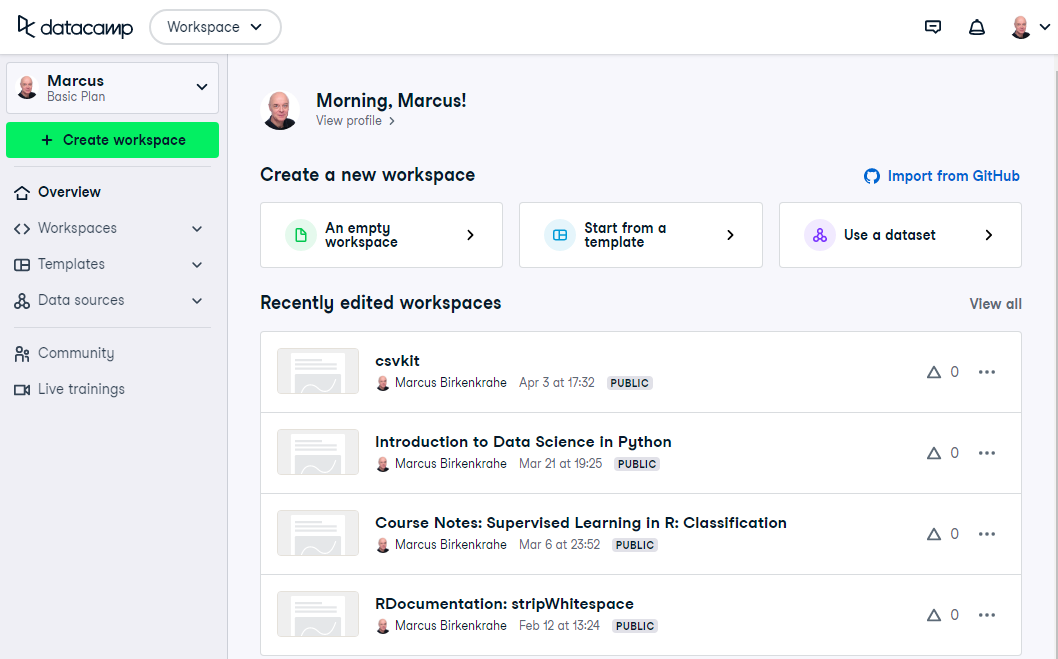 datacamp
Workspace
Marcus
Basic Plan
+ Create workspace
Overview
Workspaces
Templates
Data sources
Community
Live trainings
Morning, Marcus!
View profile
Create a new workspace
Import from GitHub
An empty
workspace
Start from a
template
Use a dataset
Recently edited workspaces
View all
csvkit
Marcus Birkenkrahe Apr 3 at 17:32 PUBLIC
0
Introduction to Data Science in Python
Marcus Birkenkrahe Mar 21 at 19:25 PUBLIC
0
Course Notes: Supervised Learning in R: Classification
Marcus Birkenkrahe Mar 6 at 23:52 PUBLIC
0
RDocumentation: stripWhitespace
Marcus Birkenkrahe Feb 12 at 13:24 PUBLIC
0